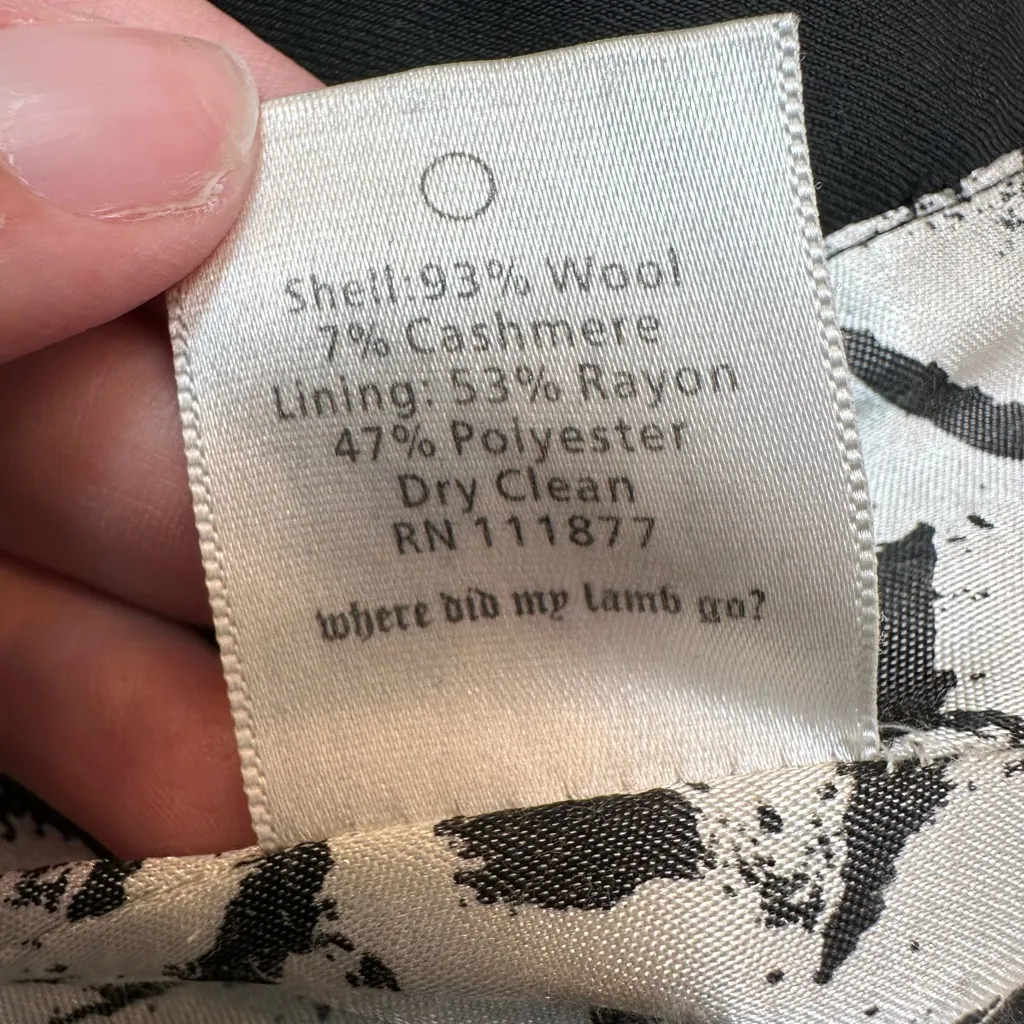 Shell:93% Wool
7% Cashmere
Lining: 53% Rayon
47% Polyester
Dry Clean
RN 111877
where did my lamb go?